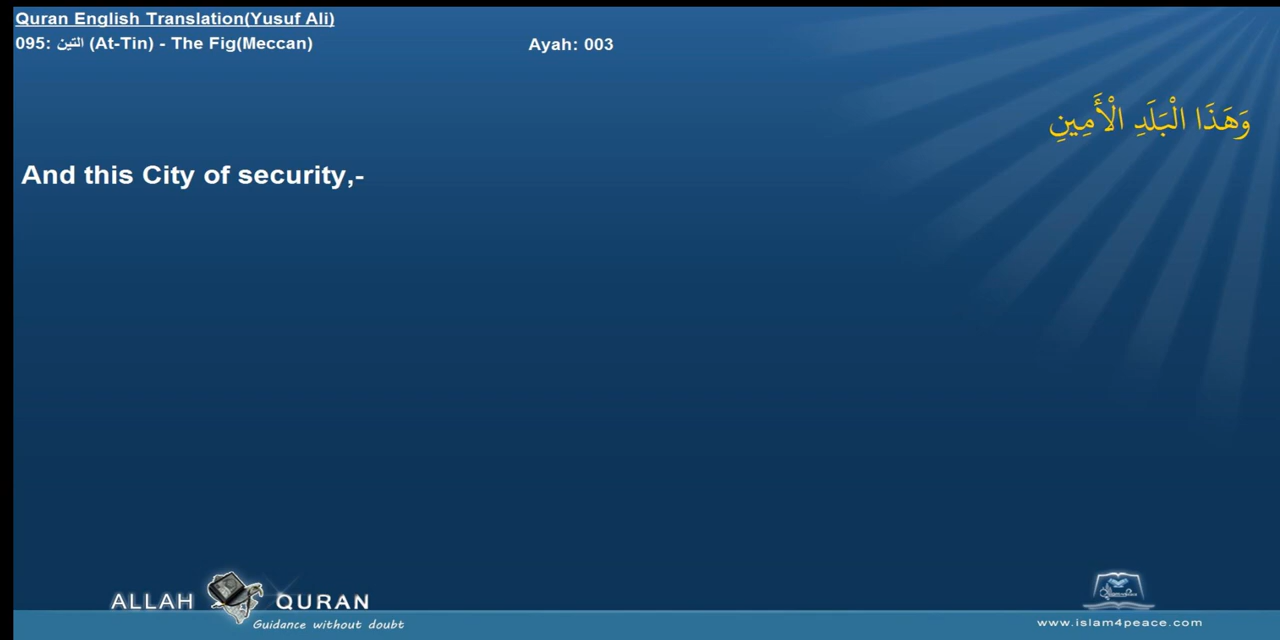 Quran English Translation(Yusuf Ali)
095: التين (At-Tin) - The Fig(Meccan)
Ayah: 003
وَهَذَا الْبَلَدِ الْأَمِينِ
And this City of security,-
ALLAH QURAN
Guidance without doubt
www.islam4peace.com